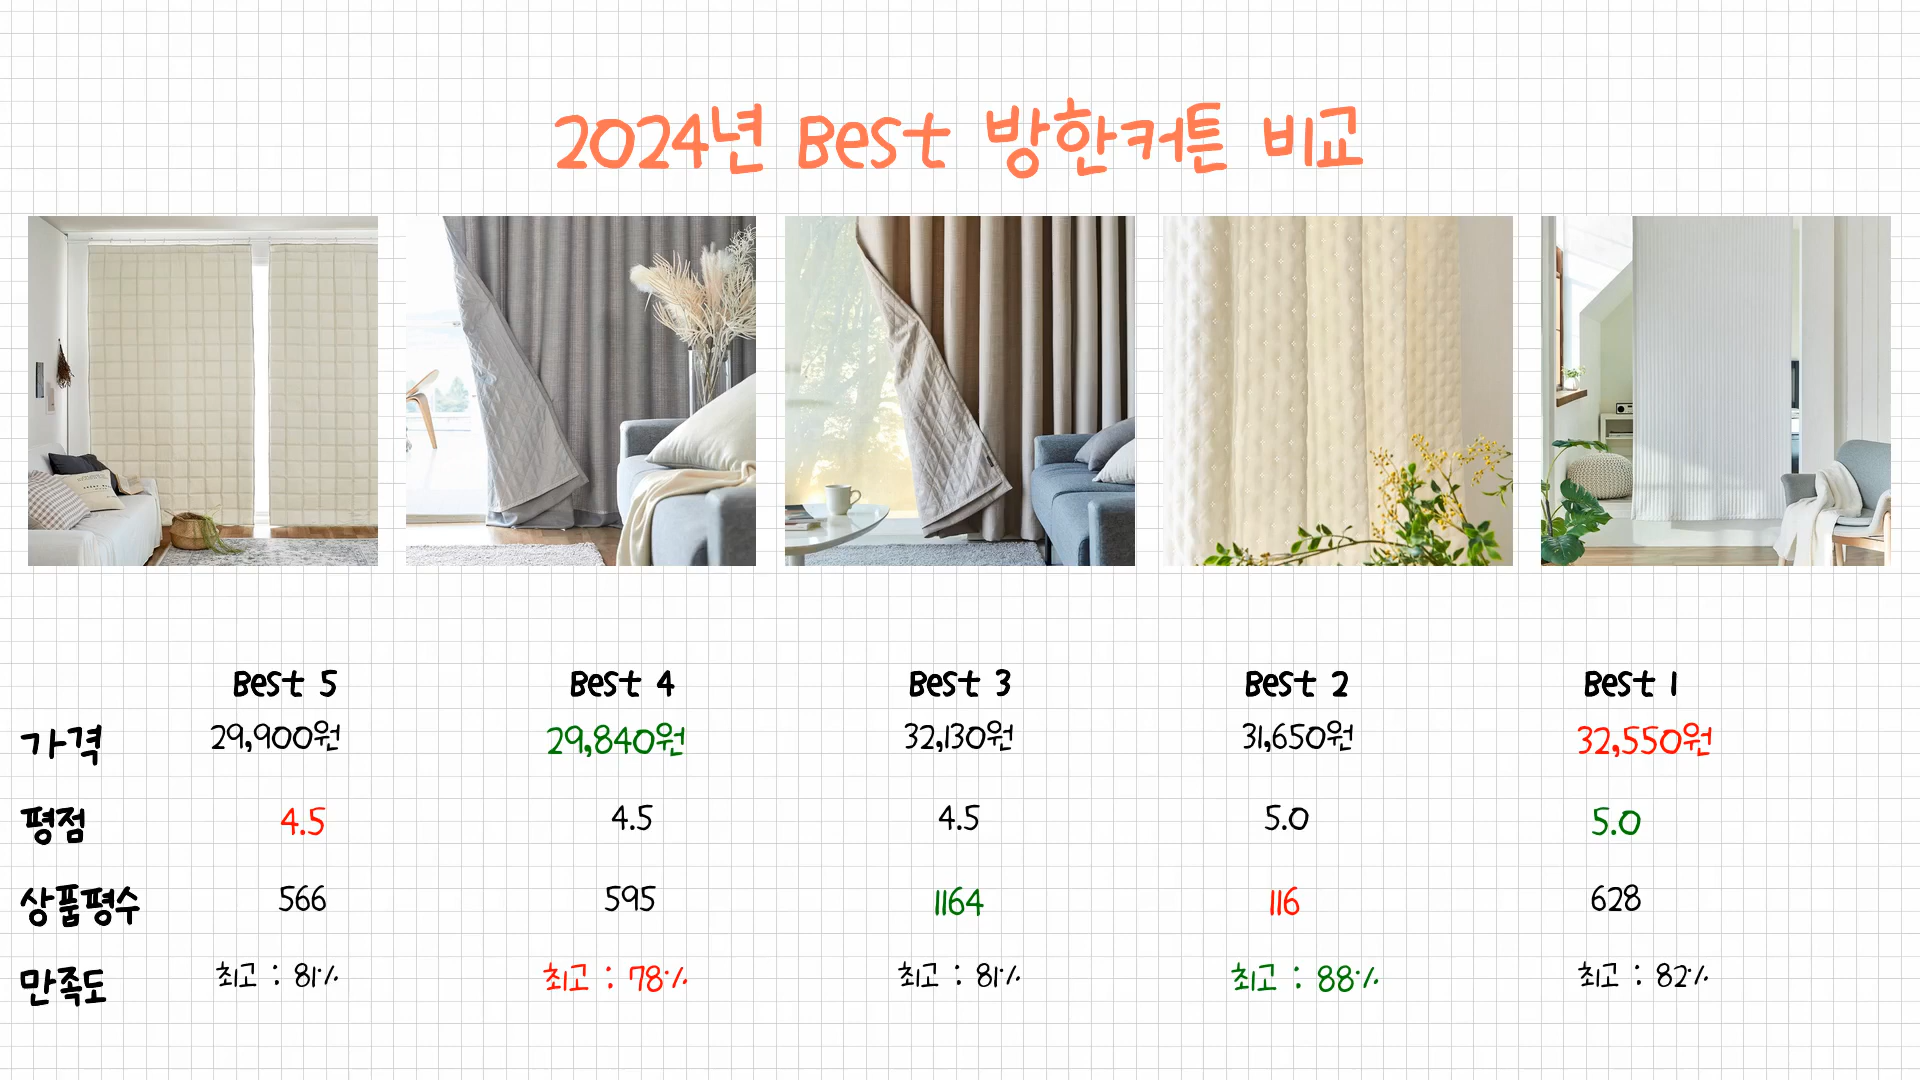 2024년 Best 방한커튼 비교
Best 5 Best 4 Best 3 Best 2 Best 1
가격 29,900원 29,840원 32,130원 31,650원 32,550원
평점 4.5 4.5 4.5 5.0 5.0
상품평수 566 595 1164 116 628
만족도 최고 : 81% 최고 : 78% 최고 : 81% 최고 : 88% 최고 : 82%